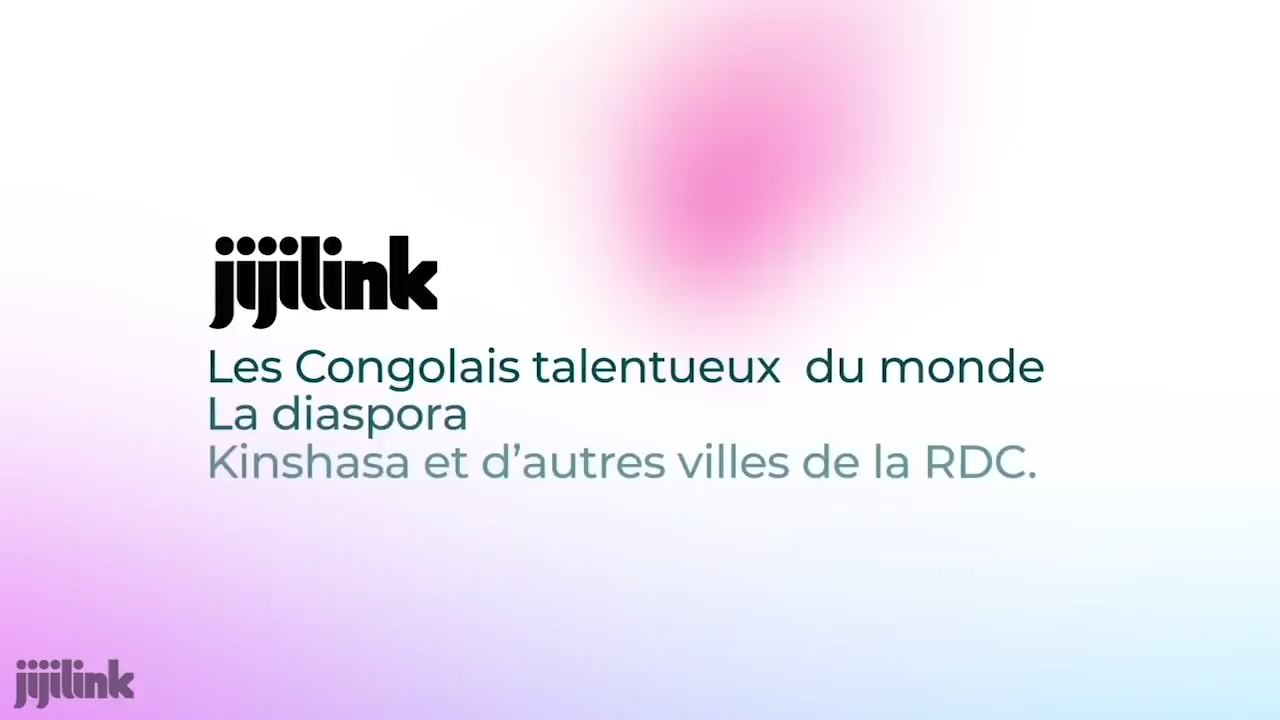 jijilink
Les Congolais talentueux  du monde
La diaspora
Kinshasa et d’autres villes de la RDC.
jijilink